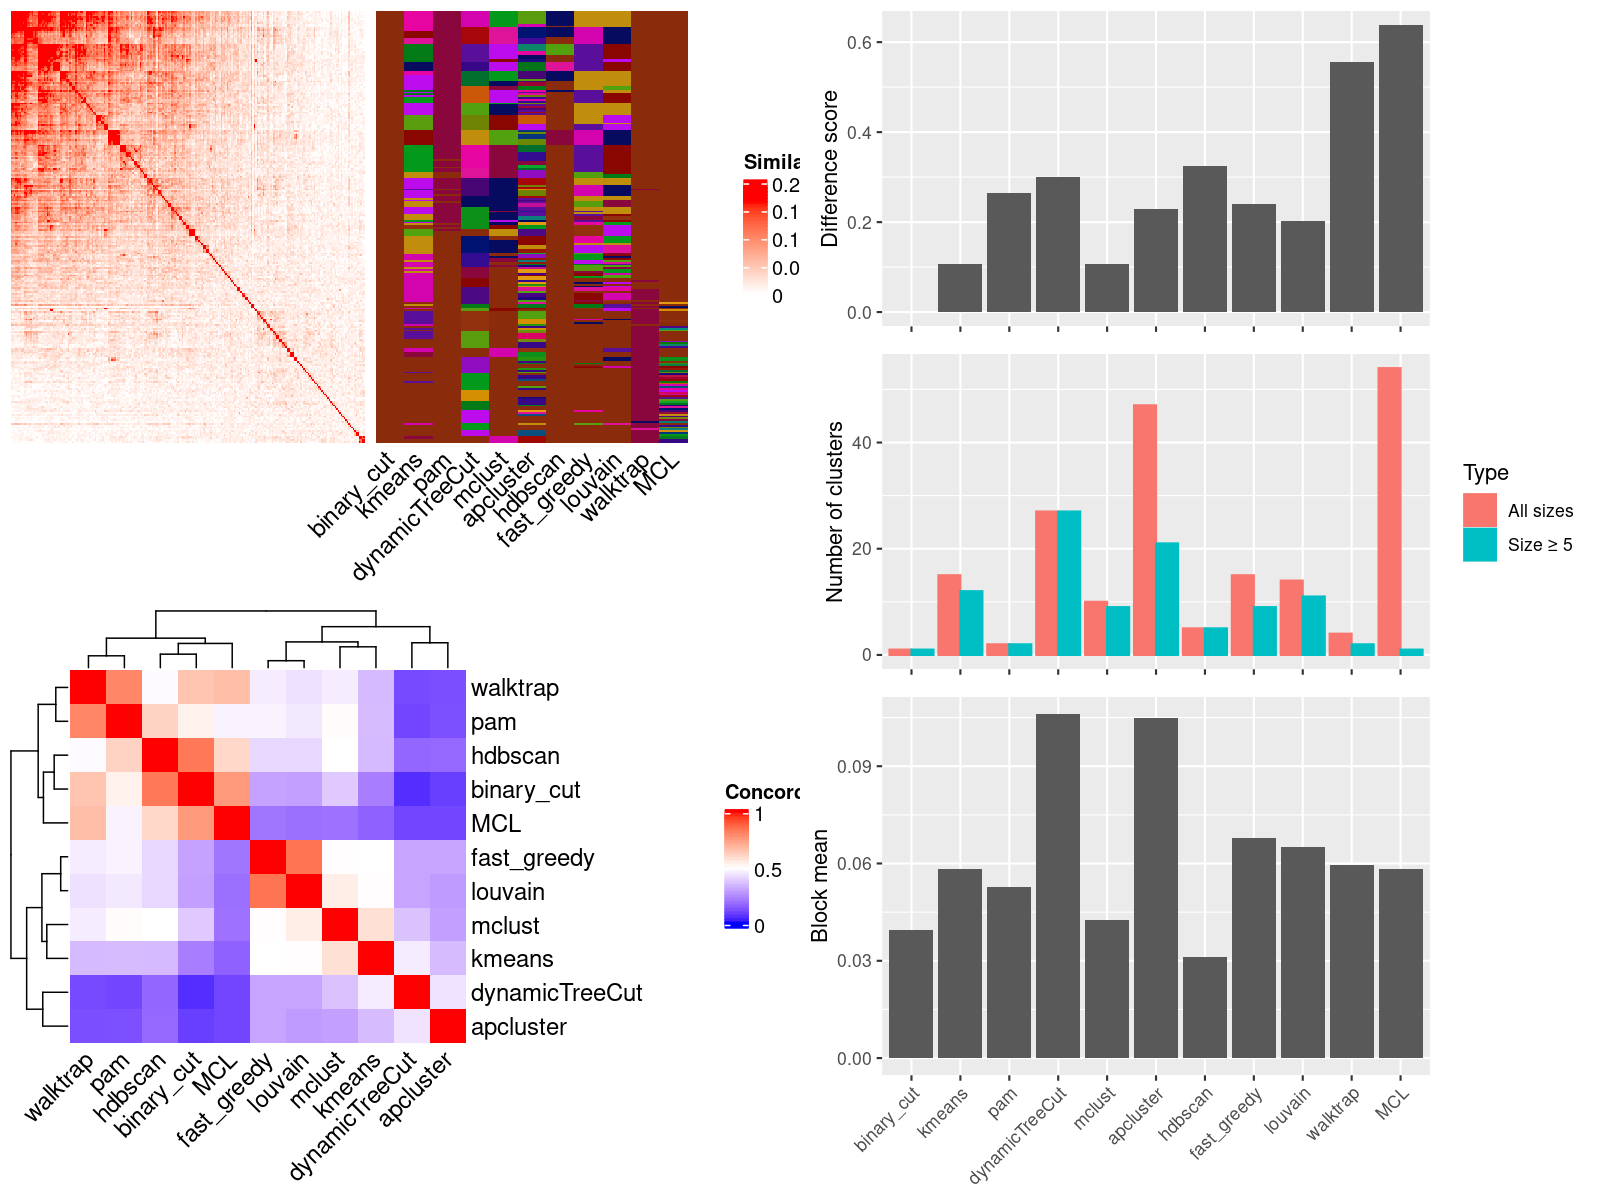 Simila
0.2
0.1
0.1
0.0
0
binary_cut
kmeans
pam
dynamicTreeCut
mclust
apcluster
hdbscan
fast_greedy
louvain
walktrap
MCL
walktrap
pam
hdbscan
binary_cut
MCL
fast_greedy
louvain
mclust
kmeans
dynamicTreeCut
apcluster
walktrap
pam
hdbscan
binary_cut
MCL
fast_greedy
louvain
mclust
kmeans
dynamicTreeCut
apcluster
Concord
1
0.5
0
Difference score
0.6
0.4
0.2
0.0
Number of clusters
40
20
0
Type
All sizes
Size ≥ 5
Block mean
0.09
0.06
0.03
0.00
binary_cut
kmeans
pam
dynamicTreeCut
mclust
apcluster
hdbscan
fast_greedy
louvain
walktrap
MCL